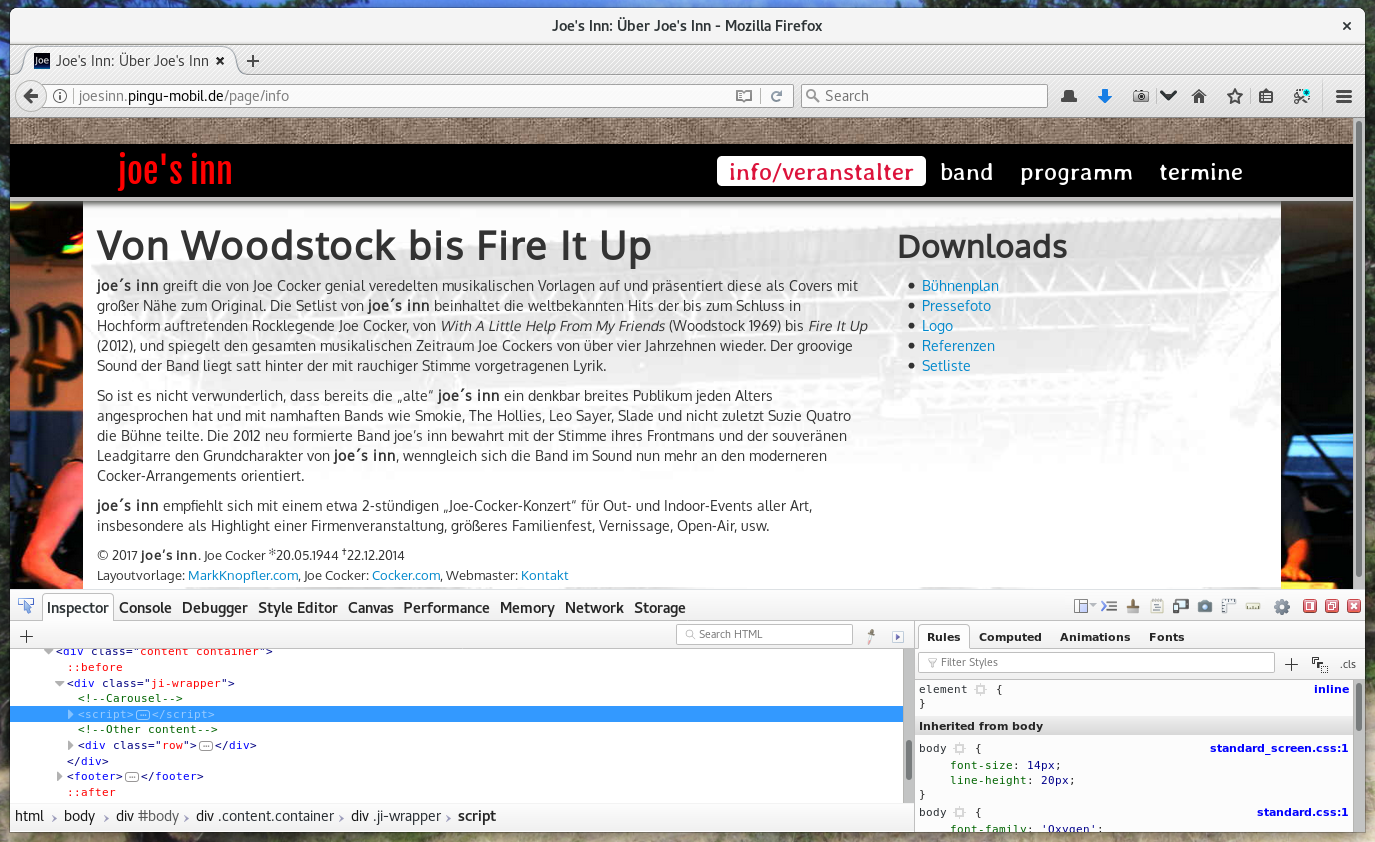 Joe's Inn: Über Joe's Inn - Mozilla Firefox
Joe
Joe's Inn: Über Joe's Inn
joesinn.pingu-mobil.de/page/info
Search
joe's inn
info/veranstalter band programm termine
Von Woodstock bis Fire It Up
joe´s inn greift die von Joe Cocker genial veredelten musikalischen Vorlagen auf und präsentiert diese als Covers mit
großer Nähe zum Original. Die Setlist von joe´s inn beinhaltet die weltbekannten Hits der bis zum Schluss in
Hochform auftretenden Rocklegende Joe Cocker, von With A Little Help From My Friends (Woodstock 1969) bis Fire It Up
(2012), und spiegelt den gesamten musikalischen Zeitraum Joe Cockers von über vier Jahrzehnen wieder. Der groovige
Sound der Band liegt satt hinter der mit rauchiger Stimme vorgetragenen Lyrik.
So ist es nicht verwunderlich, dass bereits die „alte“ joe´s inn ein denkbar breites Publikum jeden Alters
angesprochen hat und mit namhaften Bands wie Smokie, The Hollies, Leo Sayer, Slade und nicht zuletzt Suzie Quatro
die Bühne teilte. Die 2012 neu formierte Band joe’s inn bewahrt mit der Stimme ihres Frontmans und der souveränen
Leadgitarre den Grundcharakter von joe´s inn, wenngleich sich die Band im Sound nun mehr an den moderneren
Cocker-Arrangements orientiert.
joe´s inn empfiehlt sich mit einem etwa 2-stündigen „Joe-Cocker-Konzert“ für Out- und Indoor-Events aller Art,
insbesondere als Highlight einer Firmenveranstaltung, größeres Familienfest, Vernissage, Open-Air, usw.
© 2017 joe’s inn. Joe Cocker *20.05.1944 †22.12.2014
Layoutvorlage: MarkKnopfler.com, Joe Cocker: Cocker.com, Webmaster: Kontakt
Downloads
Bühnenplan
Pressefoto
Logo
Referenzen
Setliste
Inspector Console Debugger Style Editor Canvas Performance Memory Network Storage
Search HTML
<div class="content container">
::before
<div class="ji-wrapper">
<!--Carousel-->
<script></script>
<!--Other content-->
<div class="row"></div>
</div>
<footer></footer>
::after
html › body › div #body › div .content.container › div .ji-wrapper › script
Rules Computed Animations Fonts
Filter Styles
.cls
element { inline
}
Inherited from body
body { standard_screen.css:1
font-size: 14px;
line-height: 20px;
}
body { standard.css:1
font-family: 'Oxygen';